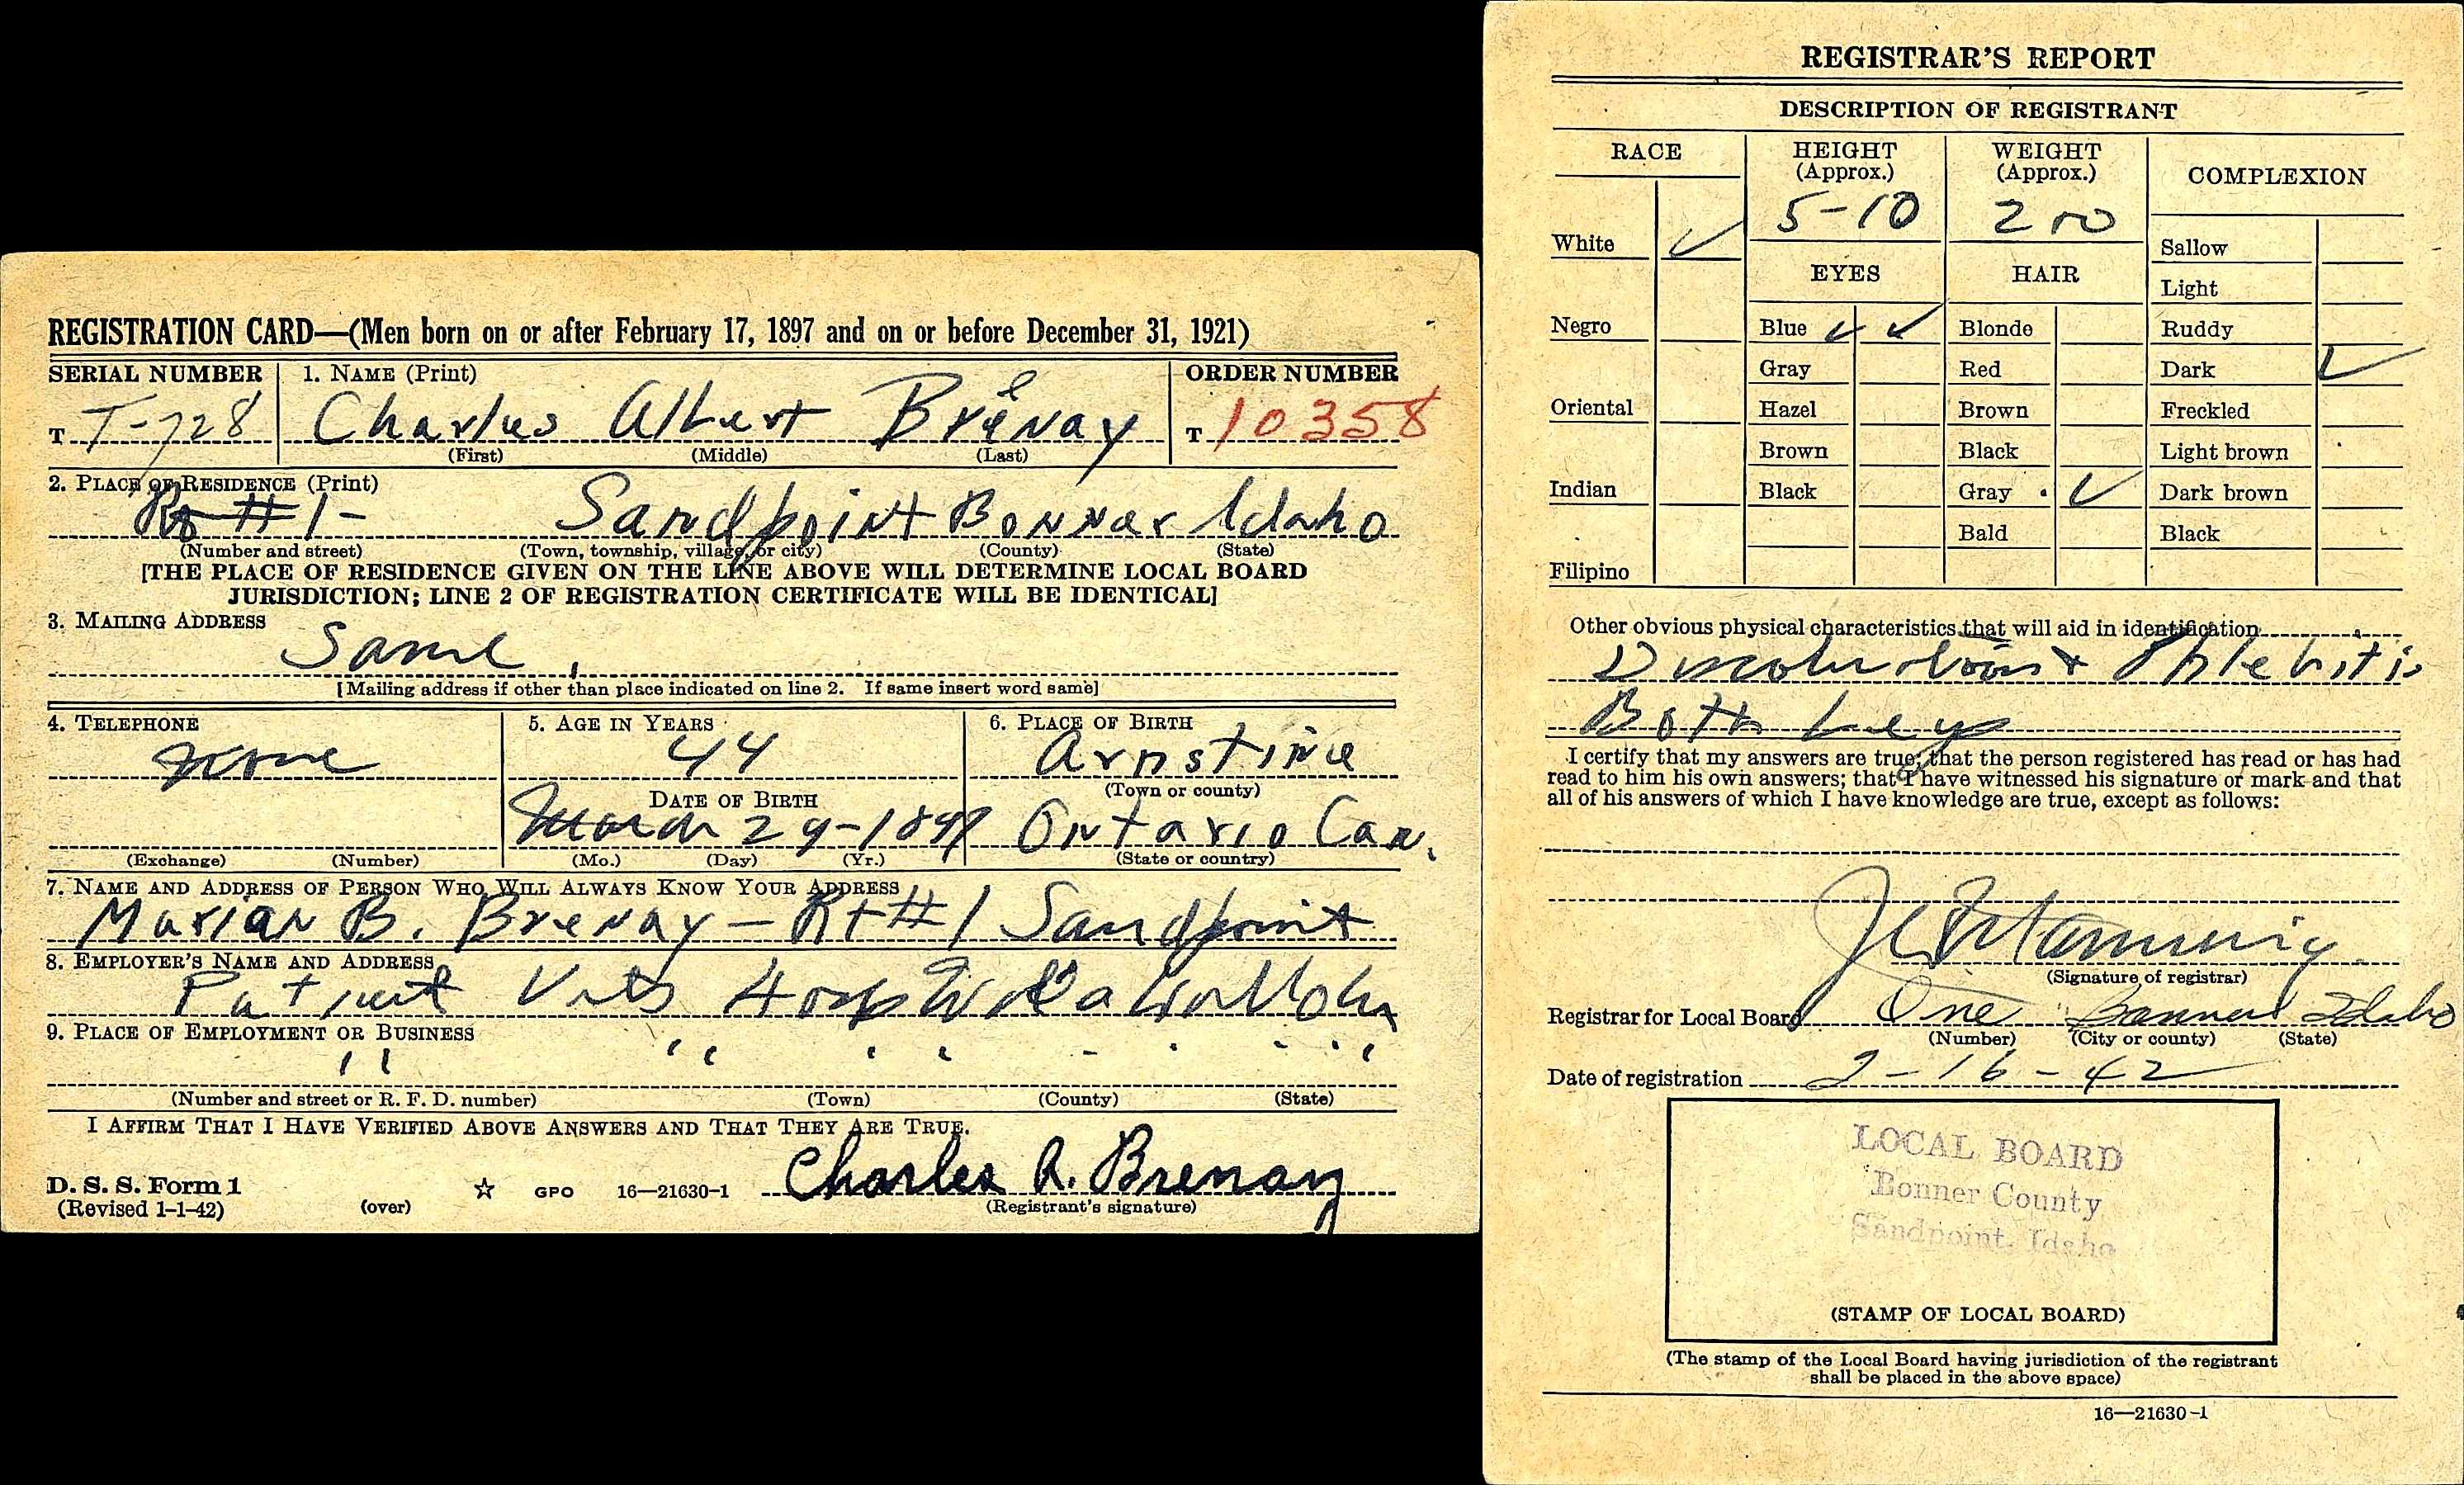 REGISTRATION CARD—(Men born on or after February 17, 1897 and on or before December 31, 1921)
SERIAL NUMBER 1. NAME (Print) ORDER NUMBER
T T-728 Charles Albert Brenay T 10358
(First) (Middle) (Last)
2. PLACE OF RESIDENCE (Print)
Rt #1- Sandpoint Bonner Idaho
(Number and street) (Town, township, village, or city) (County) (State)
[THE PLACE OF RESIDENCE GIVEN ON THE LINE ABOVE WILL DETERMINE LOCAL BOARD
JURISDICTION; LINE 2 OF REGISTRATION CERTIFICATE WILL BE IDENTICAL]
3. MAILING ADDRESS
Same
[Mailing address if other than place indicated on line 2. If same insert word same]
4. TELEPHONE 5. AGE IN YEARS 6. PLACE OF BIRTH
None 44 Arnstine
(Town or county)
DATE OF BIRTH
March 29-1897 Ontario Can.
(Exchange) (Number) (Mo.) (Day) (Yr.) (State or country)
7. NAME AND ADDRESS OF PERSON WHO WILL ALWAYS KNOW YOUR ADDRESS
Marian B. Brenay - Rt #1 Sandpoint
8. EMPLOYER'S NAME AND ADDRESS
Patient Vets Hosp
9. PLACE OF EMPLOYMENT OR BUSINESS
" " " " "
(Number and street or R. F. D. number) (Town) (County) (State)
I AFFIRM THAT I HAVE VERIFIED ABOVE ANSWERS AND THAT THEY ARE TRUE.
D. S. S. Form 1
(Revised 1-1-42) (over) ☆ GPO 16—21630-1 Charles A. Brenay
(Registrant's signature)
REGISTRAR'S REPORT
DESCRIPTION OF REGISTRANT
RACE HEIGHT (Approx.) WEIGHT (Approx.) COMPLEXION
5-10 200
White ✓ Sallow
EYES HAIR
Light
Negro Blue ✓ ✓ Blonde Ruddy
Gray Red Dark ✓
Oriental Hazel Brown Freckled
Brown Black Light brown
Indian Black Gray ✓ Dark brown
Bald Black
Filipino
Other obvious physical characteristics that will aid in identification
Discoloration & Phlebitis
Both Legs
I certify that my answers are true; that the person registered has read or has had
read to him his own answers; that I have witnessed his signature or mark and that
all of his answers of which I have knowledge are true, except as follows:
(Signature of registrar)
Registrar for Local Board One Bonner Idaho
(Number) (City or county) (State)
Date of registration 2-16-42
LOCAL BOARD
Bonner County
Sandpoint, Idaho
(STAMP OF LOCAL BOARD)
(The stamp of the Local Board having jurisdiction of the registrant
shall be placed in the above space)
16—21630-1